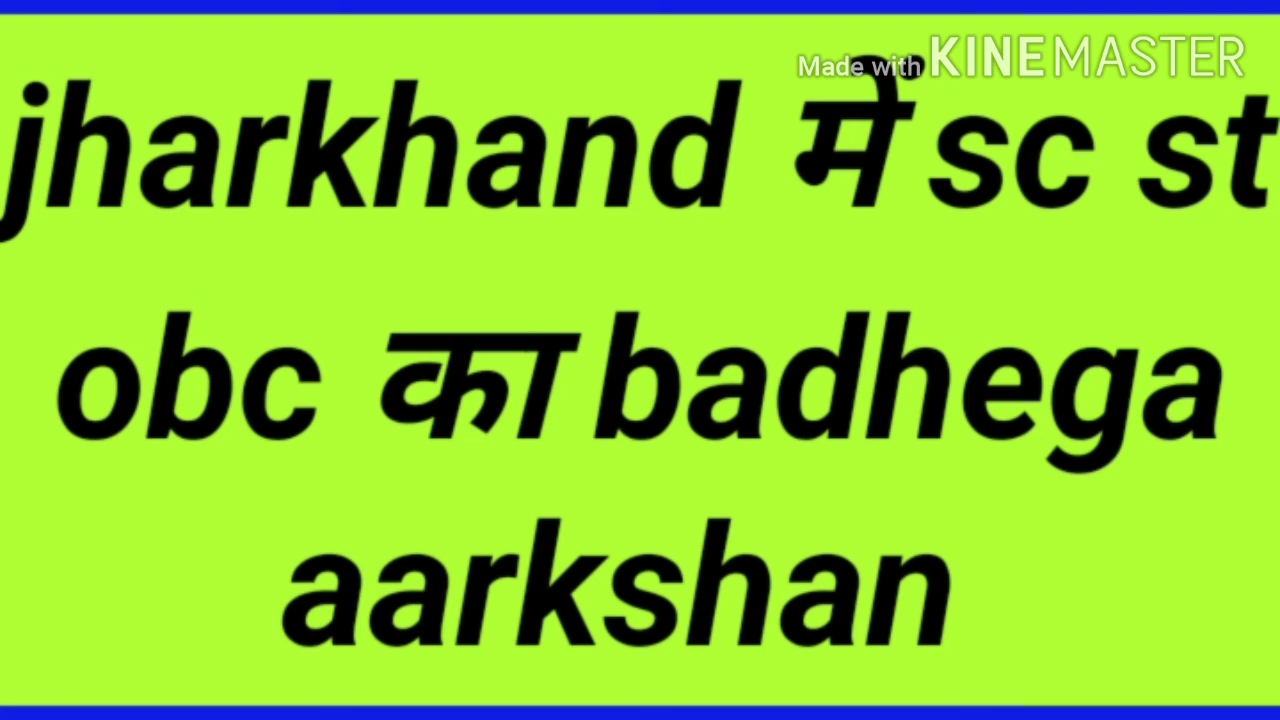 Made with KINEMASTER
jharkhand में sc st
obc का badhega
aarkshan